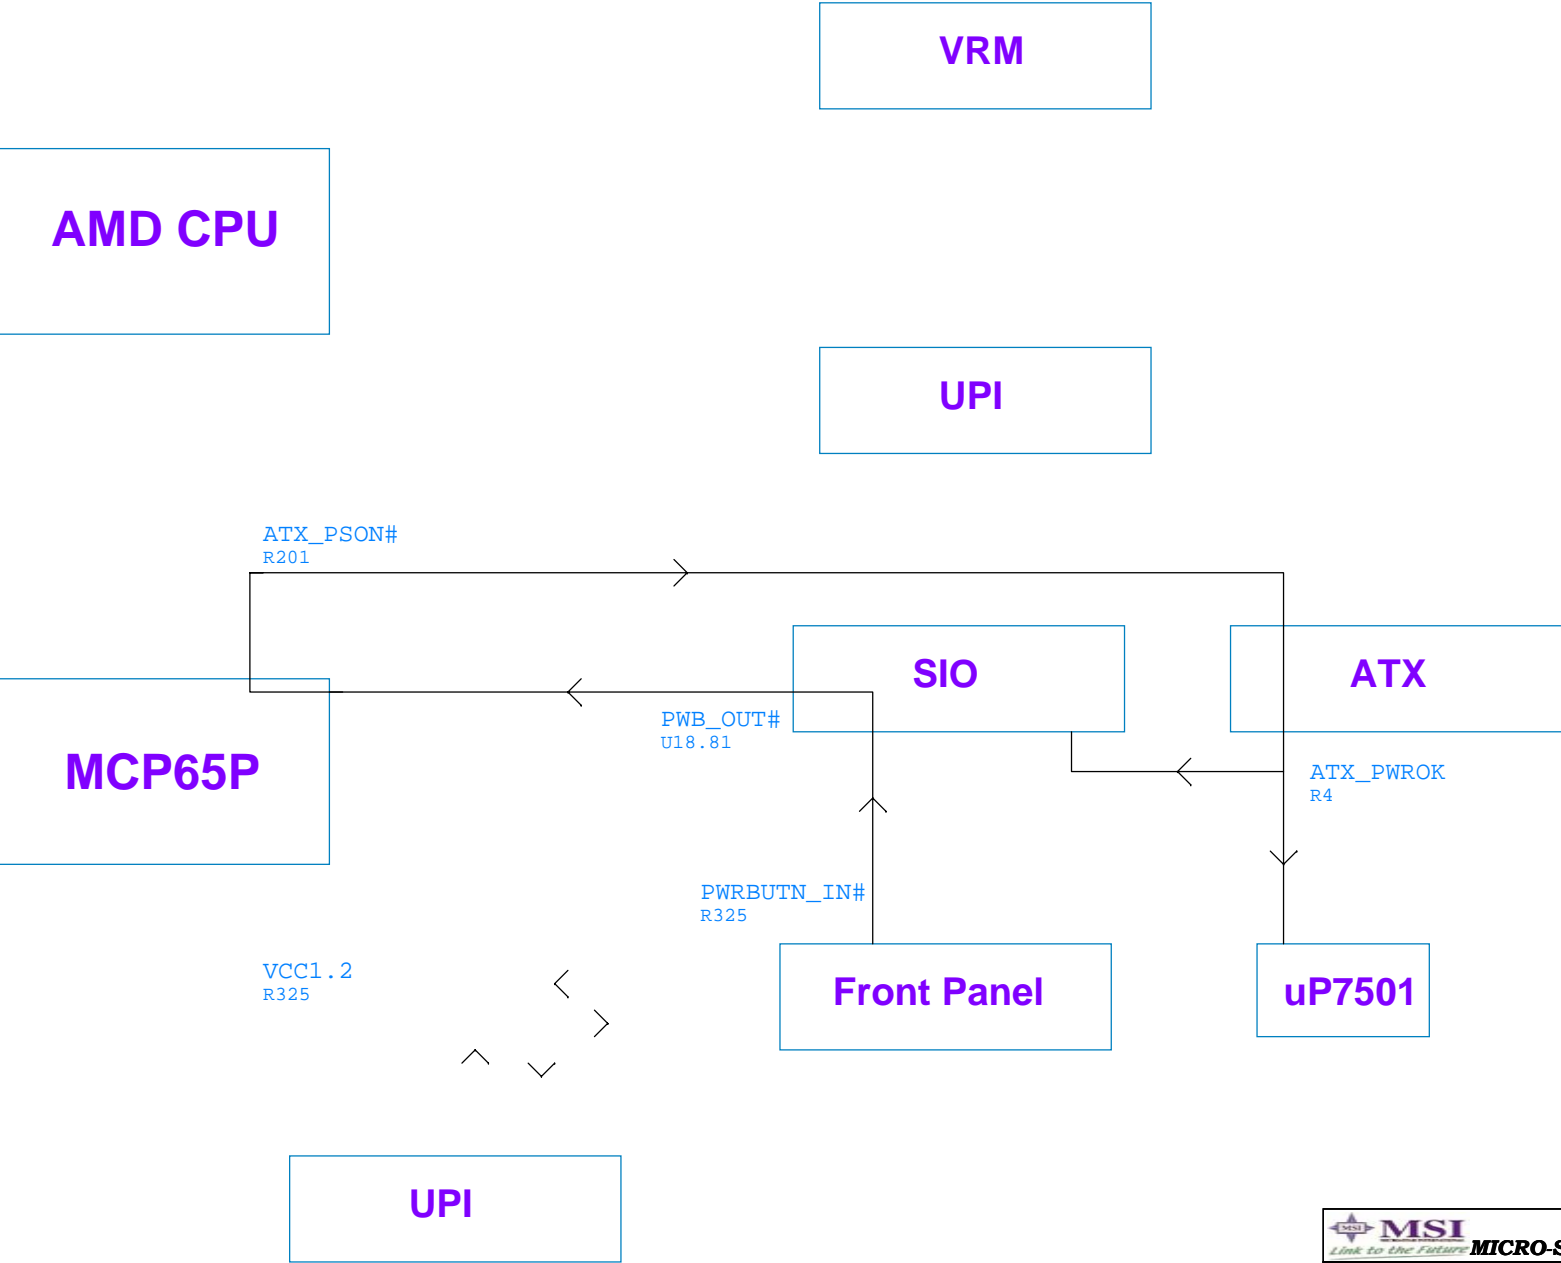 VRM
AMD CPU
UPI
ATX_PSON#
R201
SIO
ATX
PWB_OUT#
U18.81
MCP65P
ATX_PWROK
R4
PWRBUTN_IN#
R325
VCC1.2
R325
Front Panel
uP7501
UPI
MSI
MSI
Link to the Future
MICRO-S